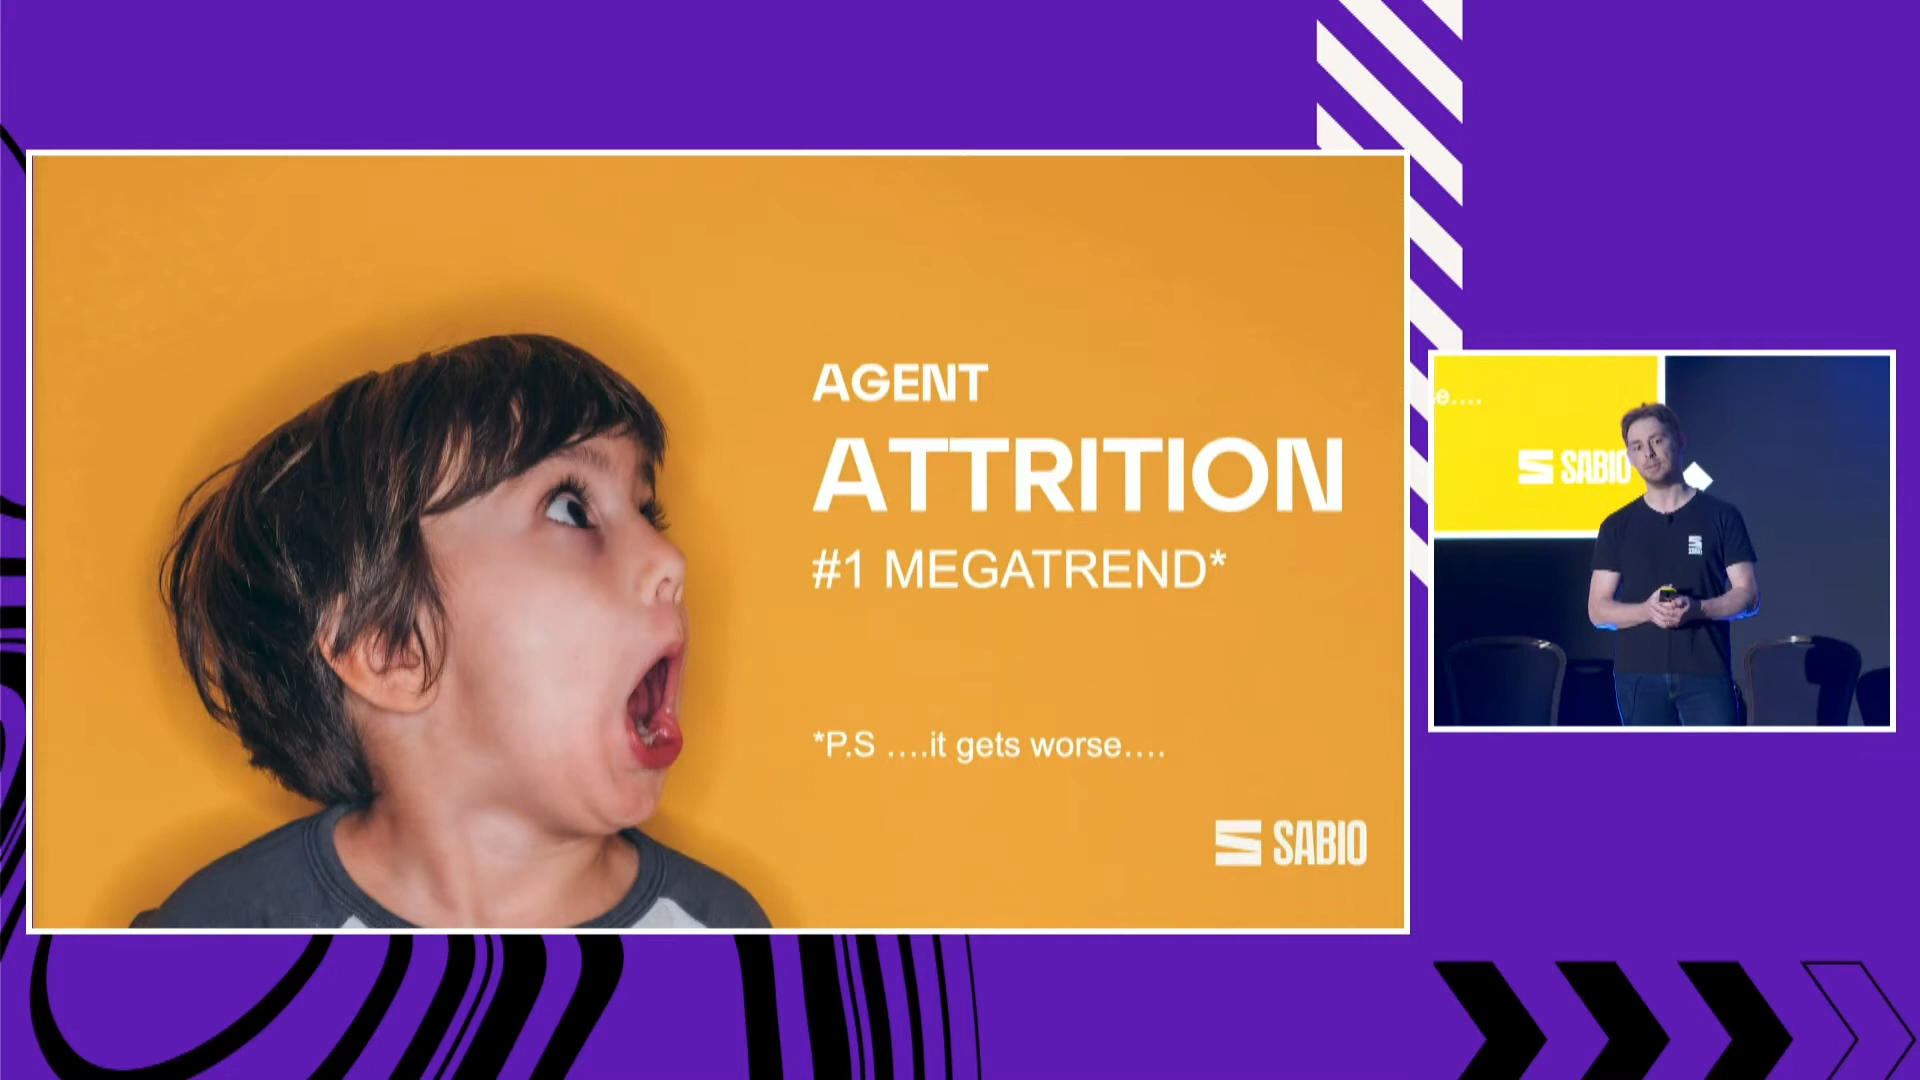 AGENT
ATTRITION
#1 MEGATREND*
*P.S ....it gets worse....
SABIO
e....
SABIO